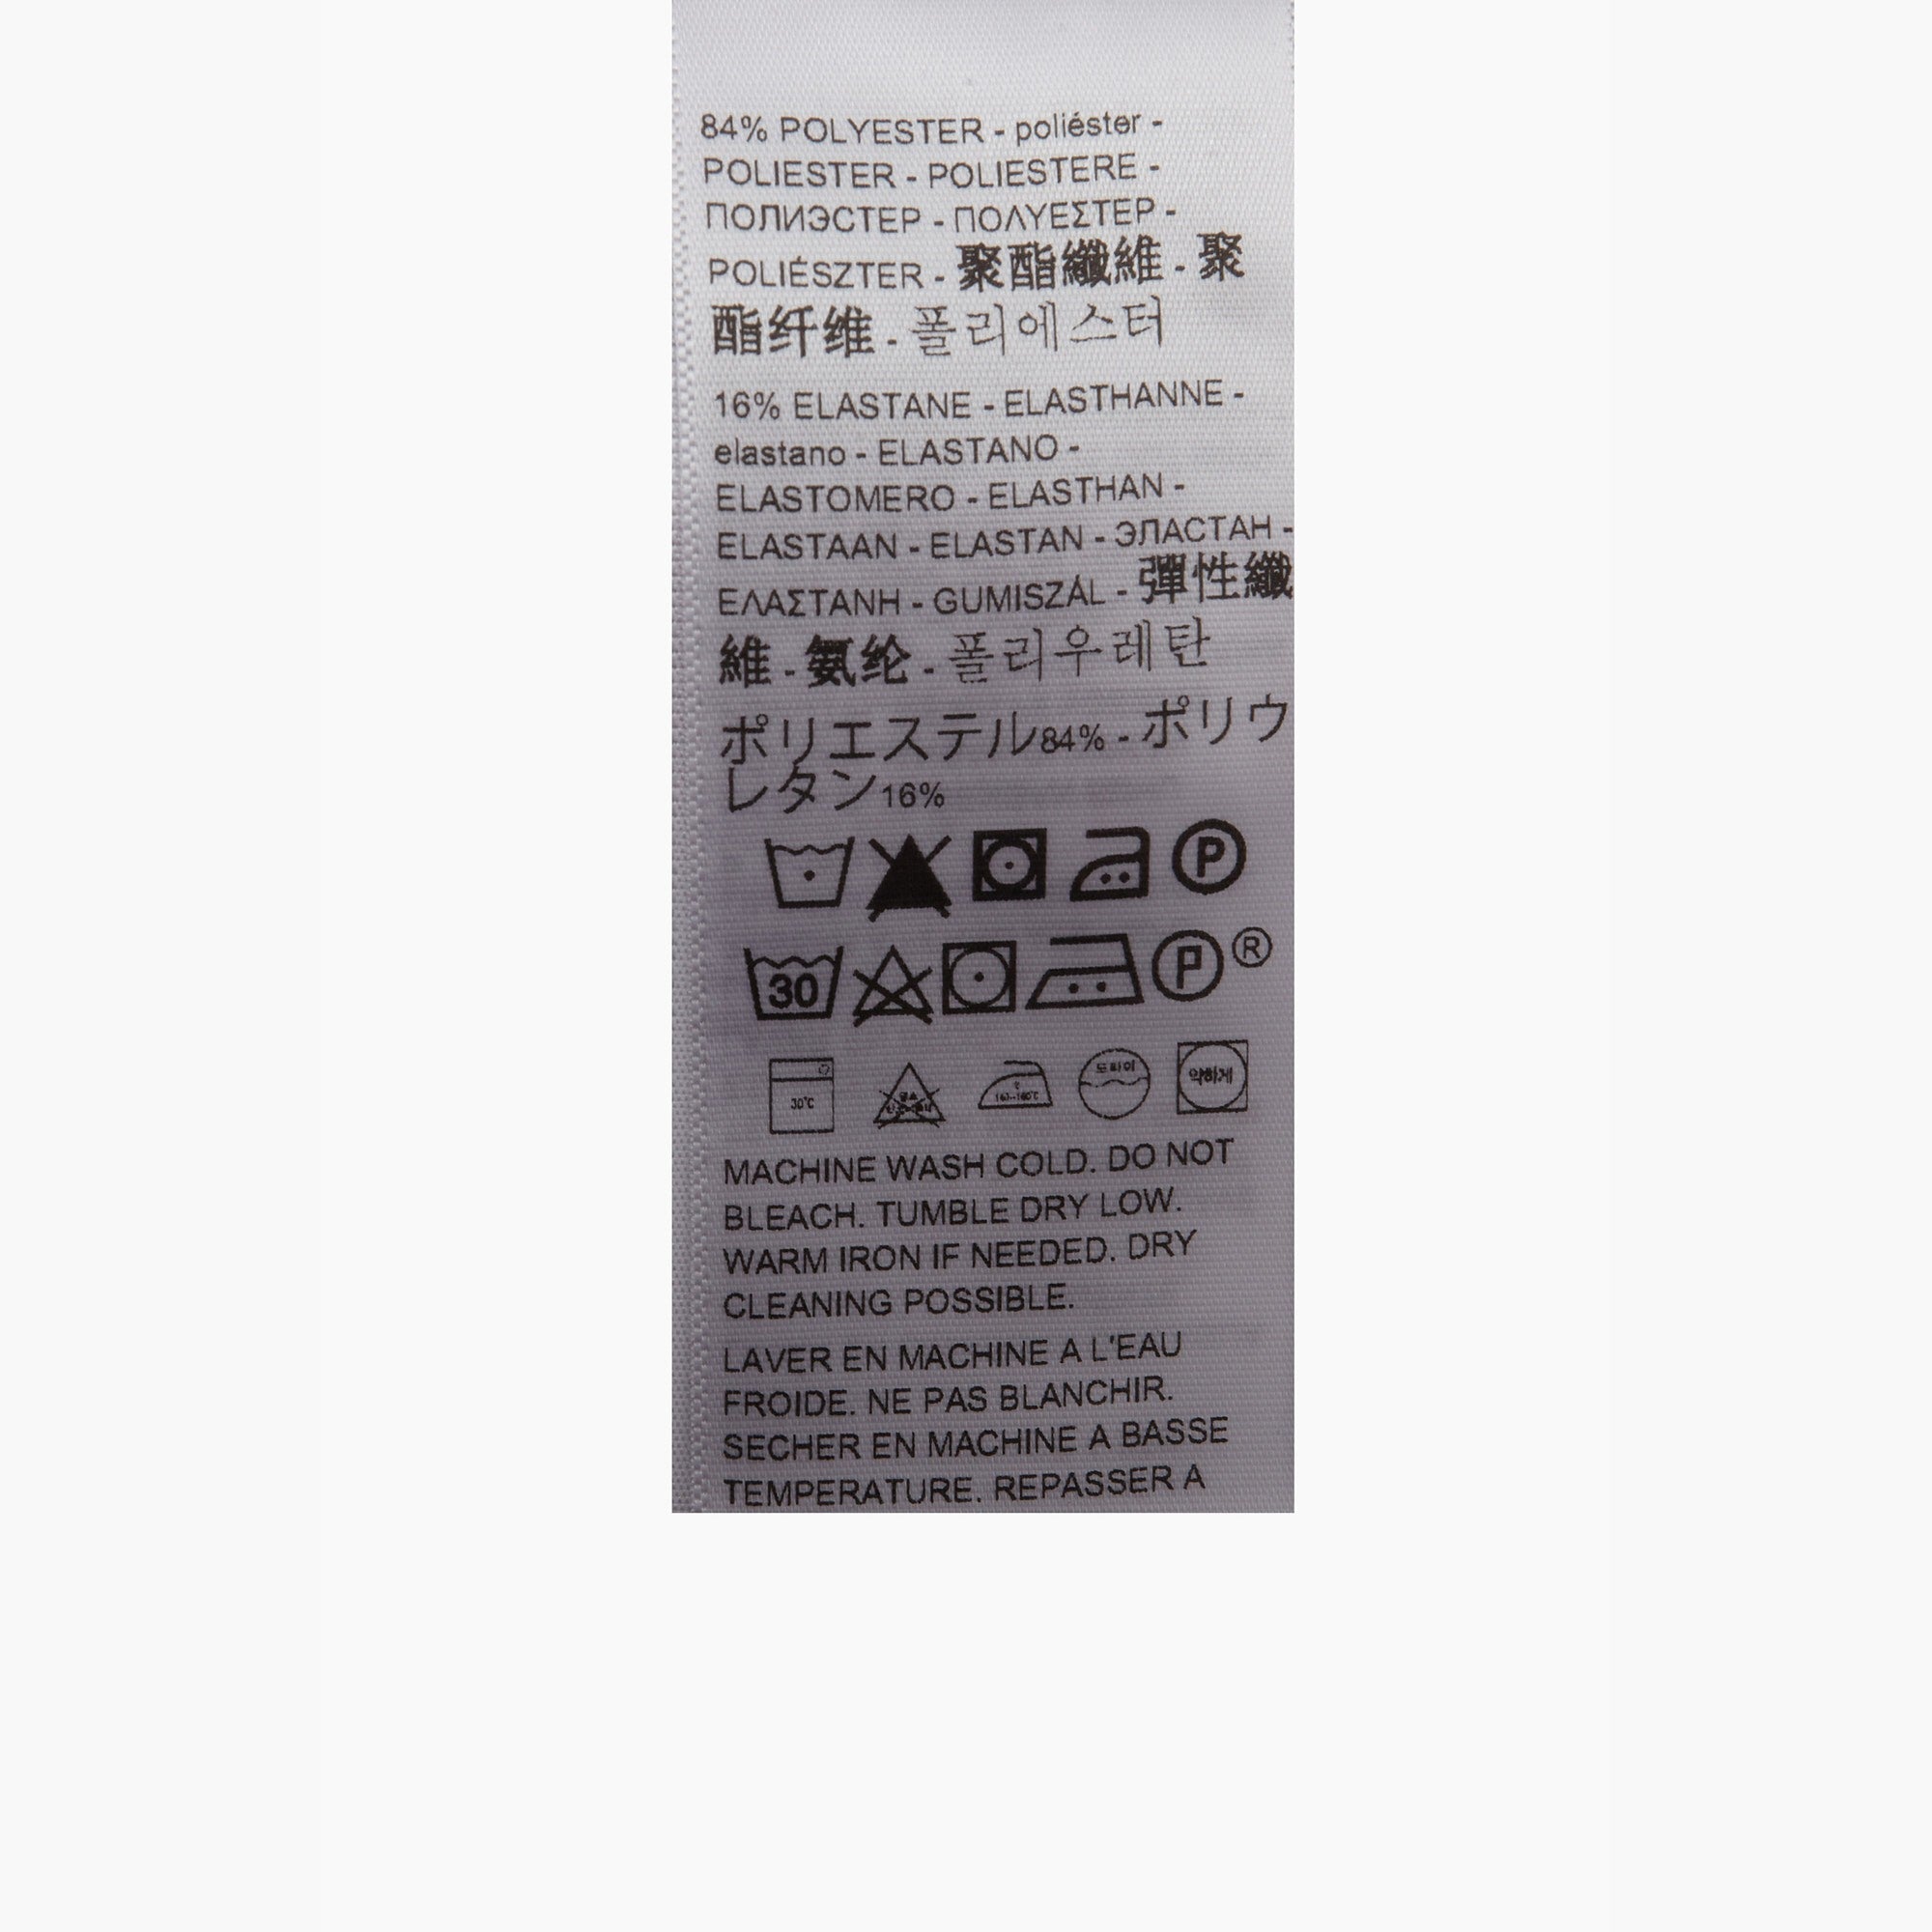 84% POLYESTER - poliéster -
POLIESTER - POLIESTERE -
ПОЛИЭСТЕР - ΠΟΛΥΕΣΤΕΡ -
POLIÉSZTER - 聚酯纖維 - 聚
酯纤维 - 폴리에스터
16% ELASTANE - ELASTHANNE -
elastano - ELASTANO -
ELASTOMERO - ELASTHAN -
ELASTAAN - ELASTAN - ЭЛАСТАН -
ΕΛΑΣΤΑΝΗ - GUMISZÁL - 彈性纖
維 - 氨纶 - 폴리우레탄
ポリエステル84% - ポリウ
レタン16%
P
30 P ®
30°C 드라이 약하게
MACHINE WASH COLD. DO NOT
BLEACH. TUMBLE DRY LOW.
WARM IRON IF NEEDED. DRY
CLEANING POSSIBLE.
LAVER EN MACHINE A L'EAU
FROIDE. NE PAS BLANCHIR.
SECHER EN MACHINE A BASSE
TEMPERATURE. REPASSER A